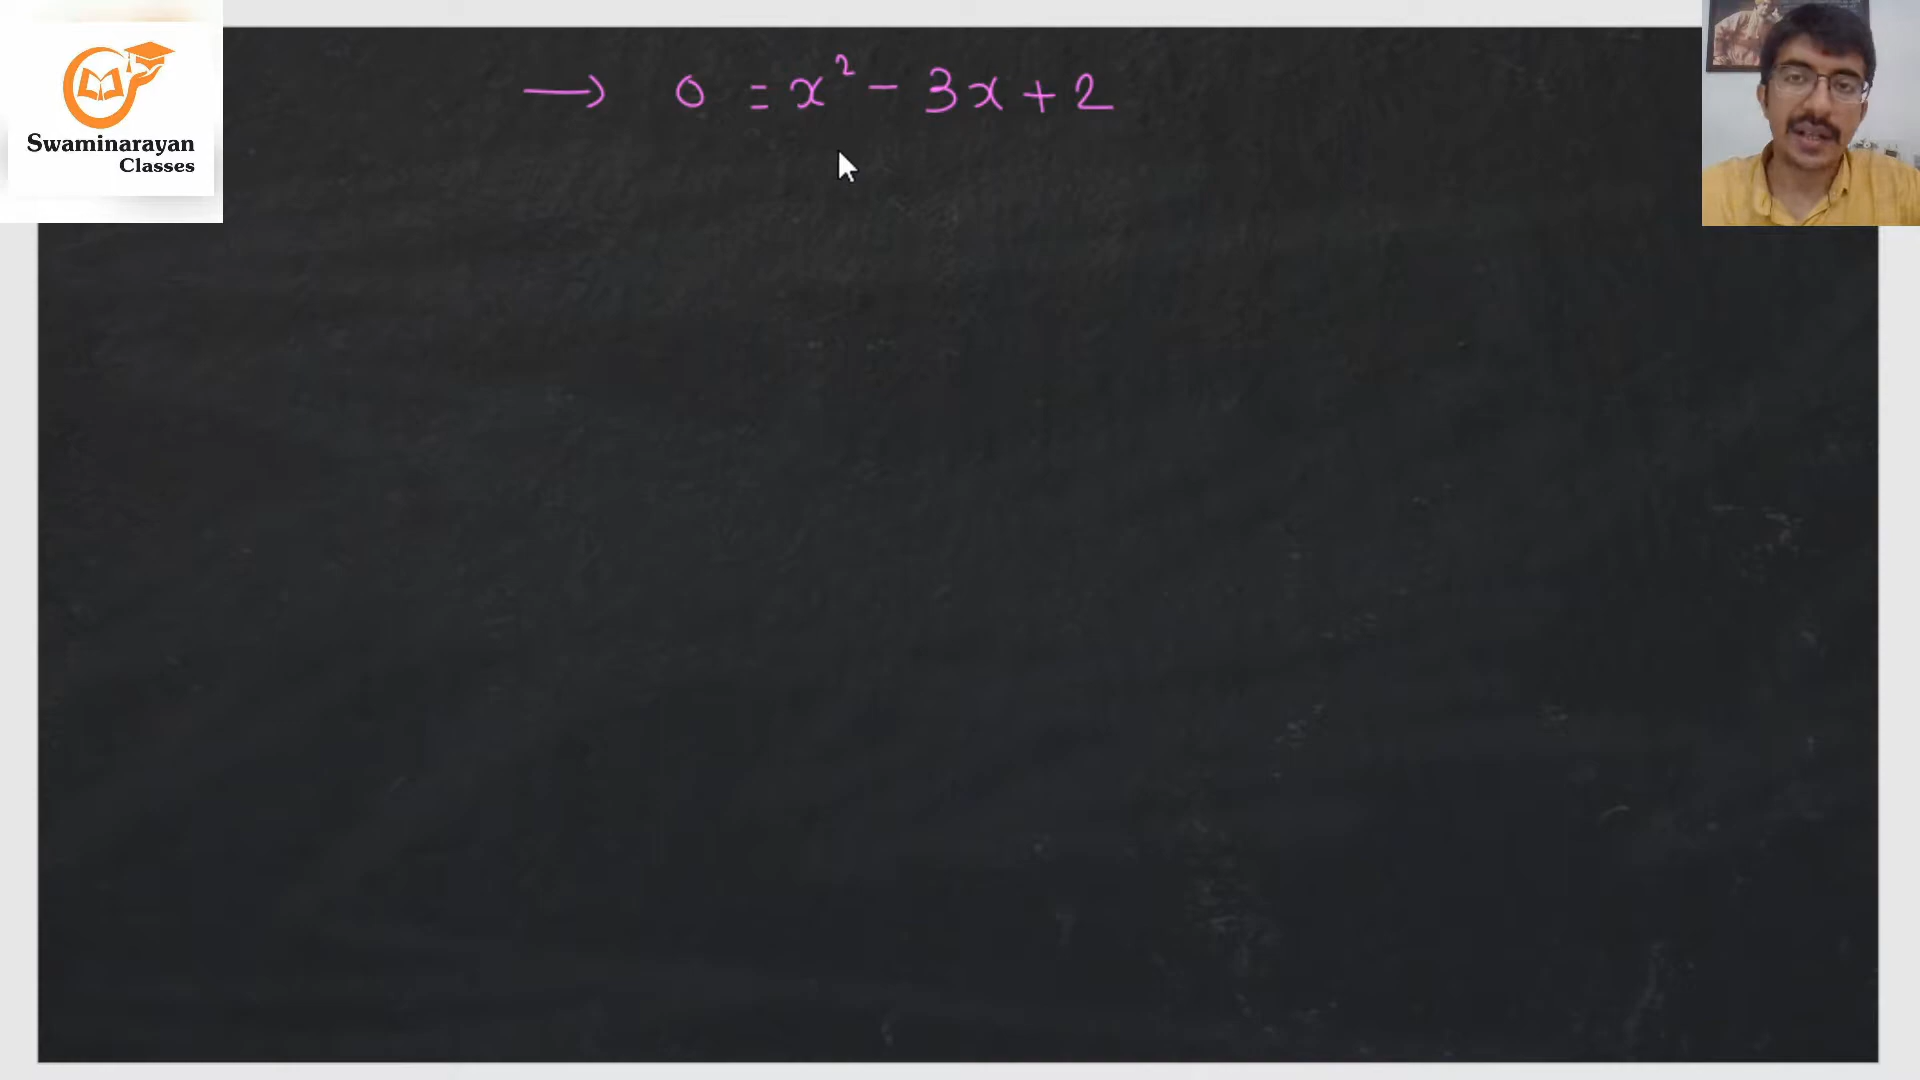 Swaminarayan
Classes
→ 0 = x² - 3x + 2